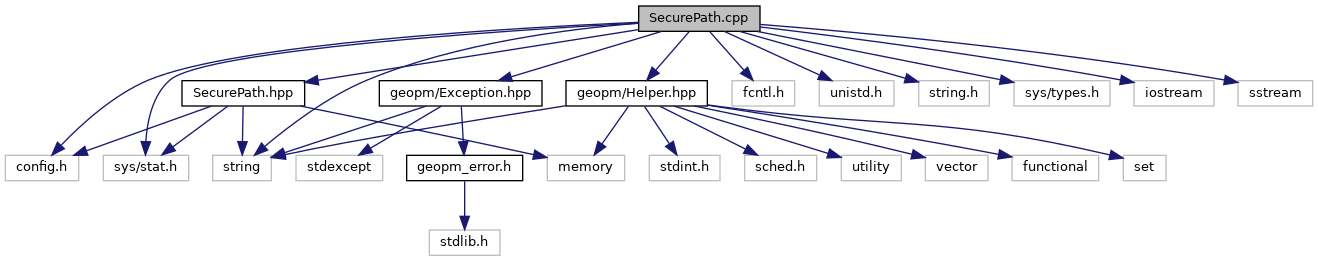 SecurePath.cpp
SecurePath.hpp
geopm/Exception.hpp
geopm/Helper.hpp
fcntl.h
unistd.h
string.h
sys/types.h
iostream
sstream
config.h
sys/stat.h
string
stdexcept
geopm_error.h
memory
stdint.h
sched.h
utility
vector
functional
set
stdlib.h